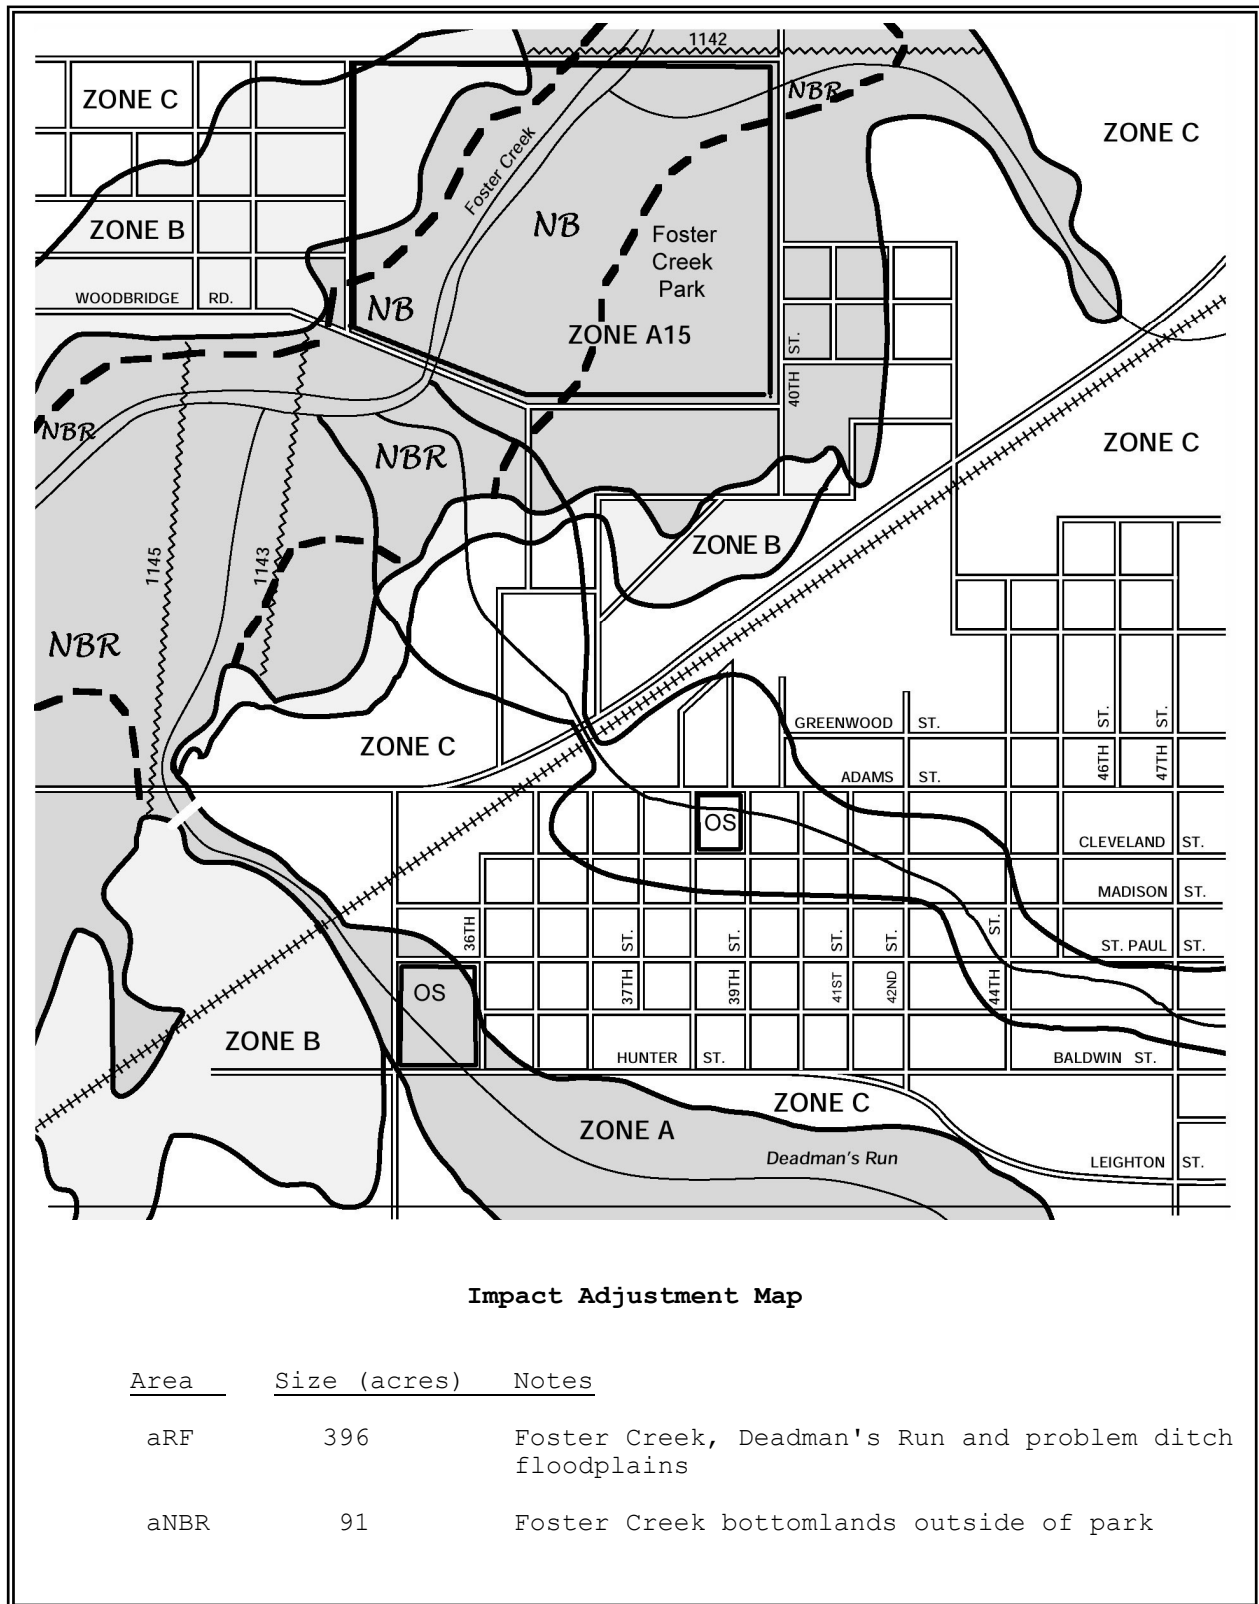 1142
ZONE C
NBR
ZONE C
Foster Creek
NB
ZONE B
Foster
Creek
Park
WOODBRIDGE RD.
NB
ZONE A15
40TH ST.
NBR
NBR
ZONE C
ZONE B
1145
1143
NBR
ZONE C
GREENWOOD ST.
46TH ST.
47TH ST.
ADAMS ST.
OS
CLEVELAND ST.
MADISON ST.
36TH
37TH ST.
39TH ST.
41ST ST.
42ND ST.
44TH ST.
ST. PAUL ST.
OS
ZONE B
HUNTER ST.
BALDWIN ST.
ZONE C
ZONE A
Deadman's Run
LEIGHTON ST.
Impact Adjustment Map
Area Size (acres) Notes
aRF 396 Foster Creek, Deadman's Run and problem ditch
floodplains
aNBR 91 Foster Creek bottomlands outside of park